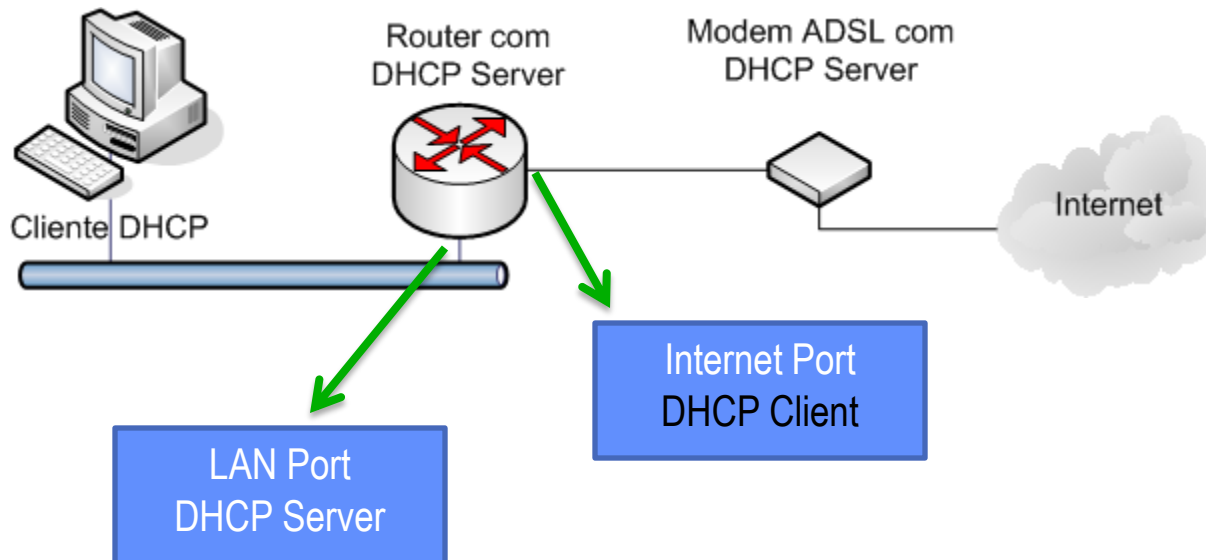 Router com
DHCP Server
Modem ADSL com
DHCP Server
Cliente DHCP
Internet
Internet Port
DHCP Client
LAN Port
DHCP Server